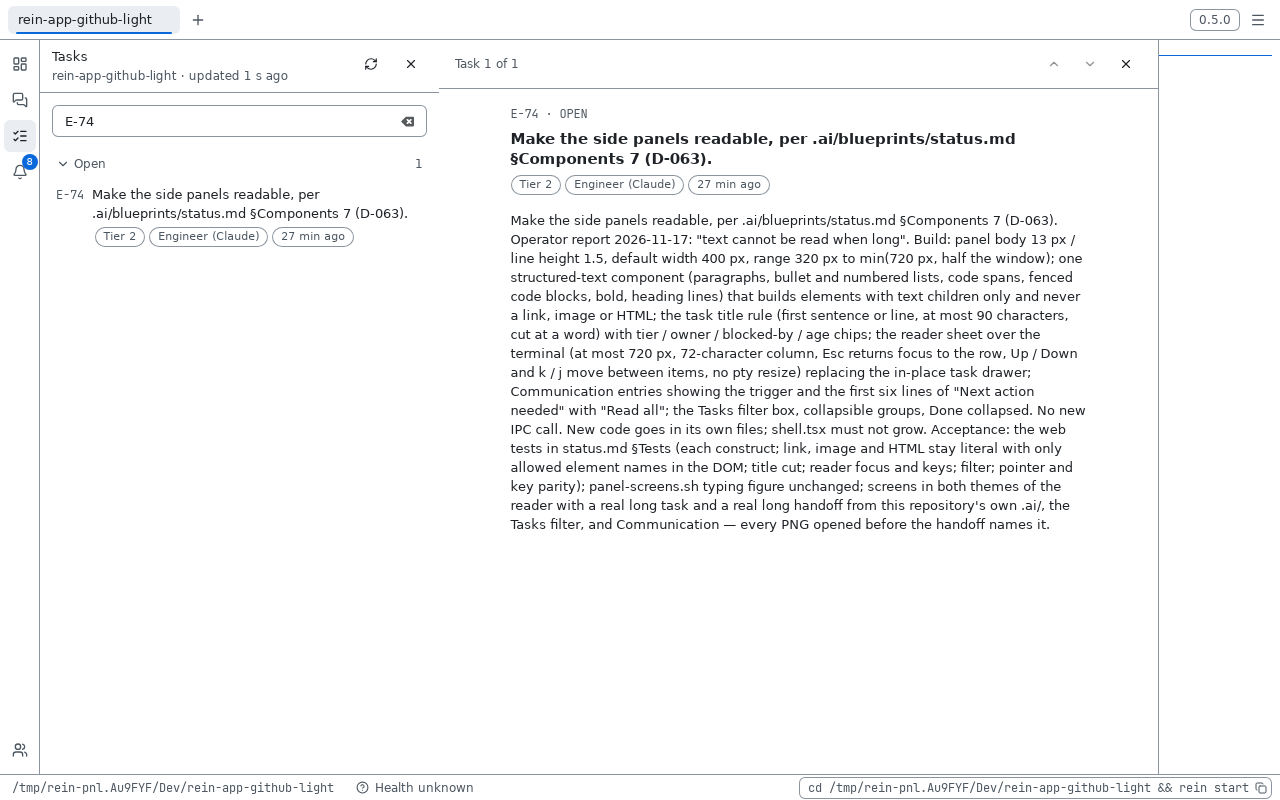 rein-app-github-light
0.5.0
Tasks
rein-app-github-light · updated 1 s ago
E-74
Open 1
E-74 Make the side panels readable, per
.ai/blueprints/status.md §Components 7 (D-063).
Tier 2 Engineer (Claude) 27 min ago
8
Task 1 of 1
E-74 · OPEN
Make the side panels readable, per .ai/blueprints/status.md
§Components 7 (D-063).
Tier 2 Engineer (Claude) 27 min ago
Make the side panels readable, per .ai/blueprints/status.md §Components 7 (D-063).
Operator report 2026-11-17: "text cannot be read when long". Build: panel body 13 px /
line height 1.5, default width 400 px, range 320 px to min(720 px, half the window); one
structured-text component (paragraphs, bullet and numbered lists, code spans, fenced
code blocks, bold, heading lines) that builds elements with text children only and never
a link, image or HTML; the task title rule (first sentence or line, at most 90 characters,
cut at a word) with tier / owner / blocked-by / age chips; the reader sheet over the
terminal (at most 720 px, 72-character column, Esc returns focus to the row, Up / Down
and k / j move between items, no pty resize) replacing the in-place task drawer;
Communication entries showing the trigger and the first six lines of "Next action
needed" with "Read all"; the Tasks filter box, collapsible groups, Done collapsed. No new
IPC call. New code goes in its own files; shell.tsx must not grow. Acceptance: the web
tests in status.md §Tests (each construct; link, image and HTML stay literal with only
allowed element names in the DOM; title cut; reader focus and keys; filter; pointer and
key parity); panel-screens.sh typing figure unchanged; screens in both themes of the
reader with a real long task and a real long handoff from this repository's own .ai/, the
Tasks filter, and Communication — every PNG opened before the handoff names it.
/tmp/rein-pnl.Au9FYF/Dev/rein-app-github-light
Health unknown
cd /tmp/rein-pnl.Au9FYF/Dev/rein-app-github-light && rein start